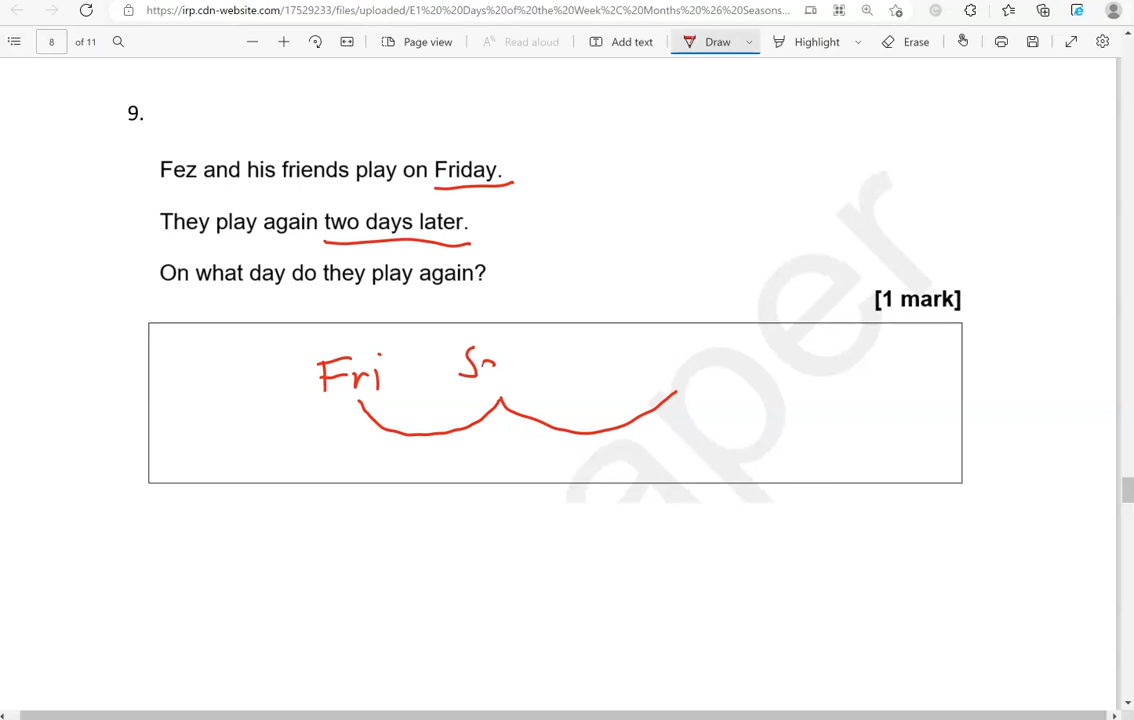 https://irp.cdn-website.com/17529233/files/uploaded/E1%20%20Days%20of%20the%20Week%2C%20Months%20%26%20Seasons...
8 of 11 Page view Read aloud Add text Draw Highlight Erase
9.
Fez and his friends play on Friday.
They play again two days later.
On what day do they play again?
[1 mark]
Fri
aper